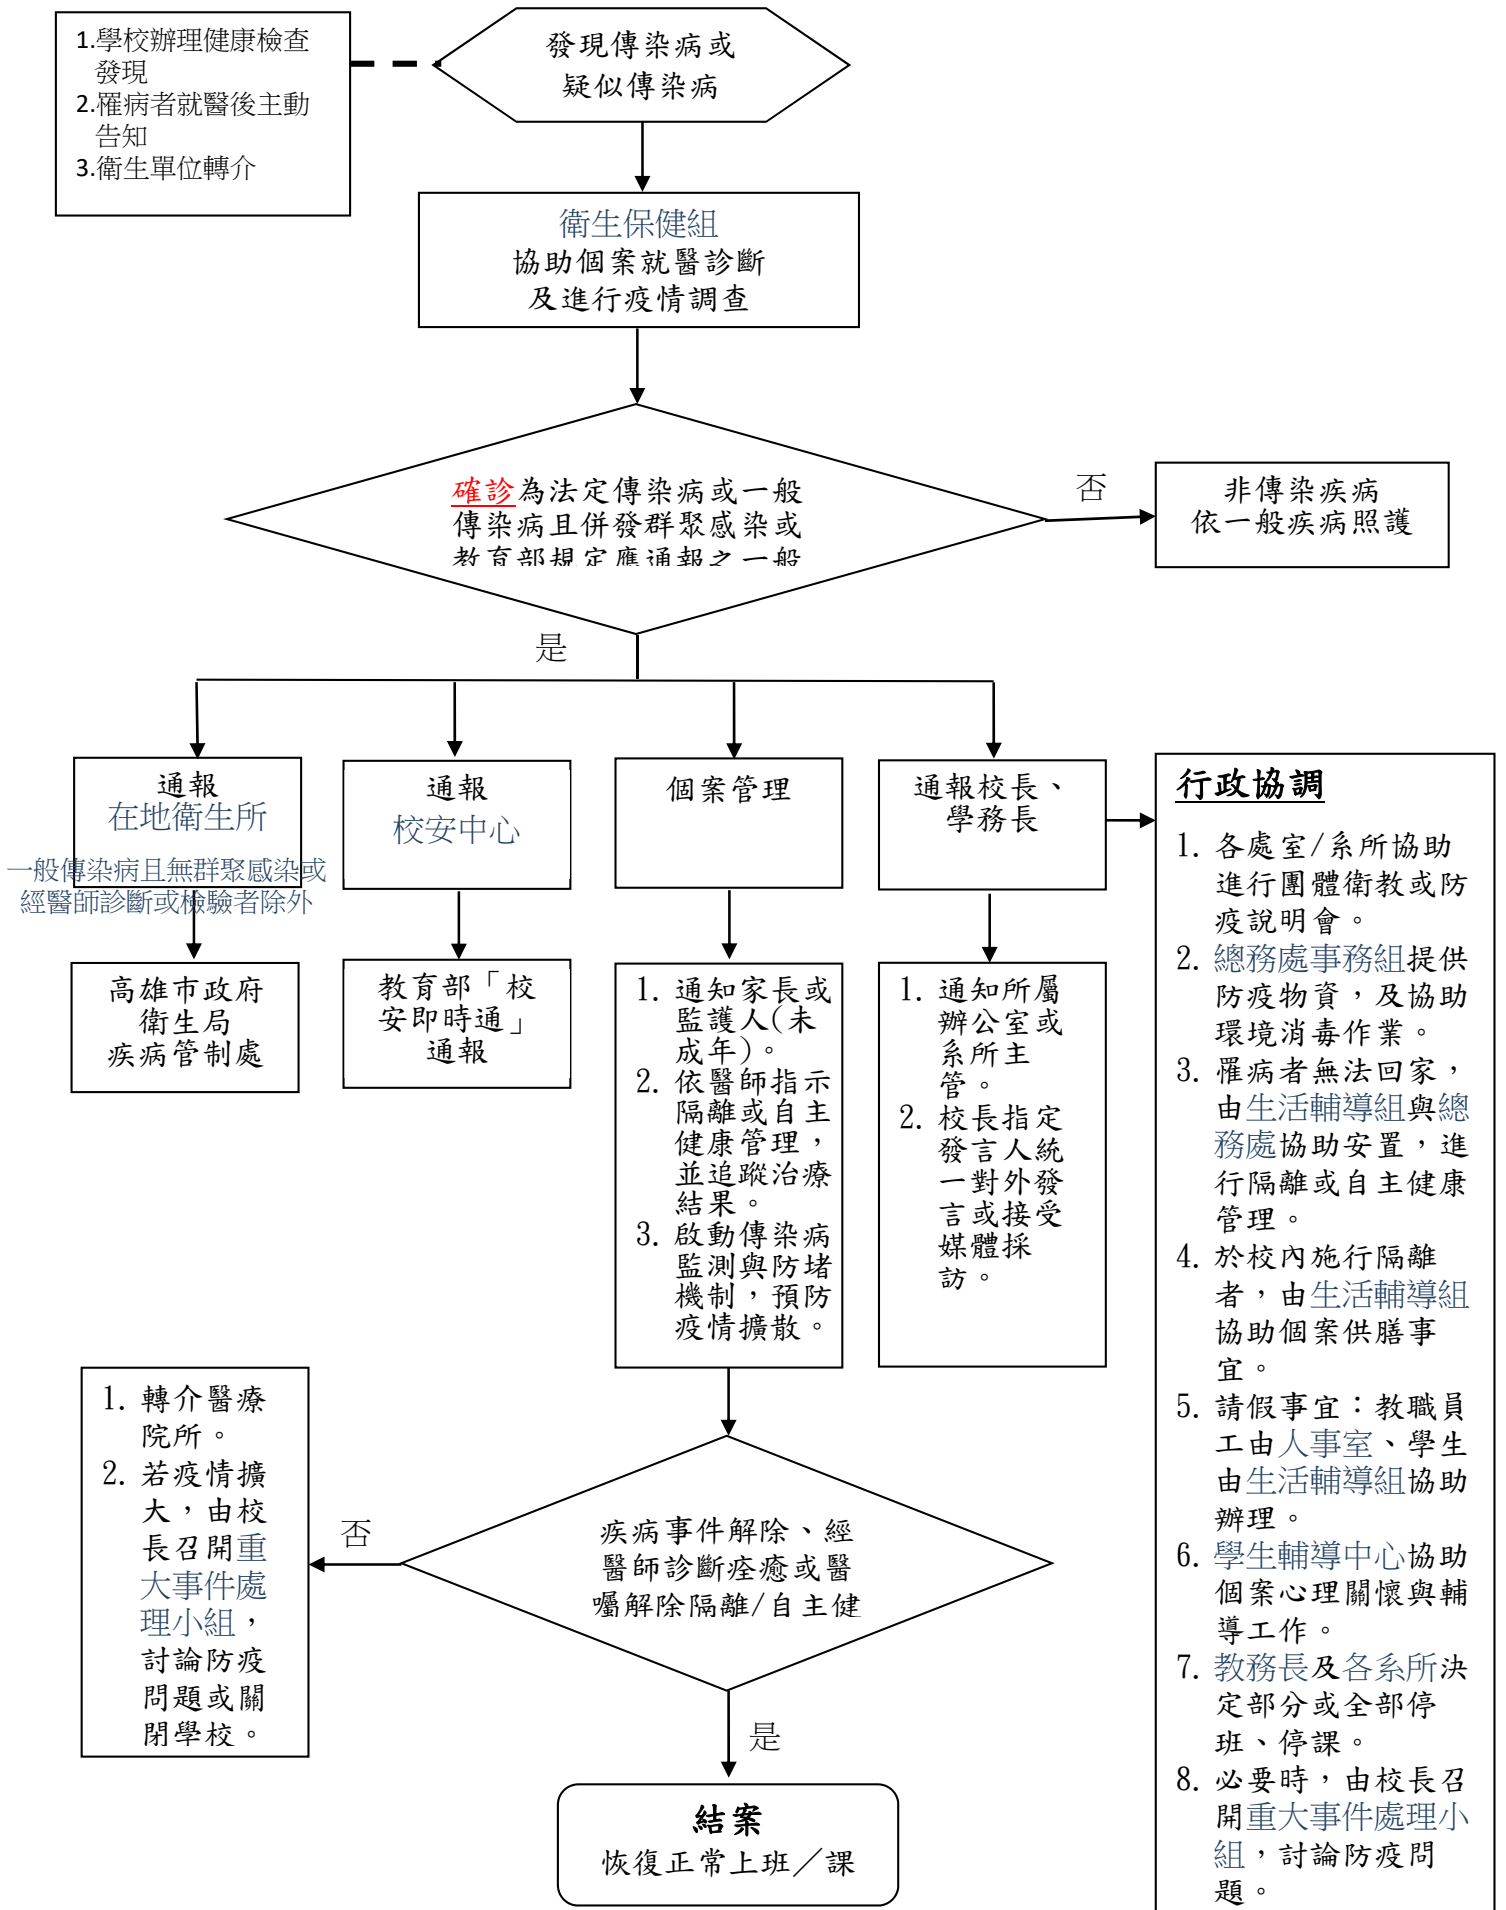 1.學校辦理健康檢查
發現
2.罹病者就醫後主動
告知
3.衛生單位轉介
發現傳染病或
疑似傳染病
衛生保健組
協助個案就醫診斷
及進行疫情調查
確診為法定傳染病或一般
傳染病且併發群聚感染或
教育部規定應通報之一般
否
非傳染疾病
依一般疾病照護
是
通報
在地衛生所
一般傳染病且無群聚感染或
經醫師診斷或檢驗者除外
通報
校安中心
個案管理
通報校長、
學務長
高雄市政府
衛生局
疾病管制處
教育部「校
安即時通」
通報
1. 通知家長或
監護人(未
成年)。
2. 依醫師指示
隔離或自主
健康管理，
並追蹤治療
結果。
3. 啟動傳染病
監測與防堵
機制，預防
疫情擴散。
1. 通知所屬
辦公室或
系所主
管。
2. 校長指定
發言人統
一對外發
言或接受
媒體採
訪。
行政協調
1. 各處室/系所協助
進行團體衛教或防
疫說明會。
2. 總務處事務組提供
防疫物資，及協助
環境消毒作業。
3. 罹病者無法回家，
由生活輔導組與總
務處協助安置，進
行隔離或自主健康
管理。
4. 於校內施行隔離
者，由生活輔導組
協助個案供膳事
宜。
5. 請假事宜：教職員
工由人事室、學生
由生活輔導組協助
辦理。
6. 學生輔導中心協助
個案心理關懷與輔
導工作。
7. 教務長及各系所決
定部分或全部停
班、停課。
8. 必要時，由校長召
開重大事件處理小
組，討論防疫問
題。
1. 轉介醫療
院所。
2. 若疫情擴
大，由校
長召開重
大事件處
理小組，
討論防疫
問題或關
閉學校。
否
疾病事件解除、經
醫師診斷痊癒或醫
囑解除隔離/自主健
是
結案
恢復正常上班／課